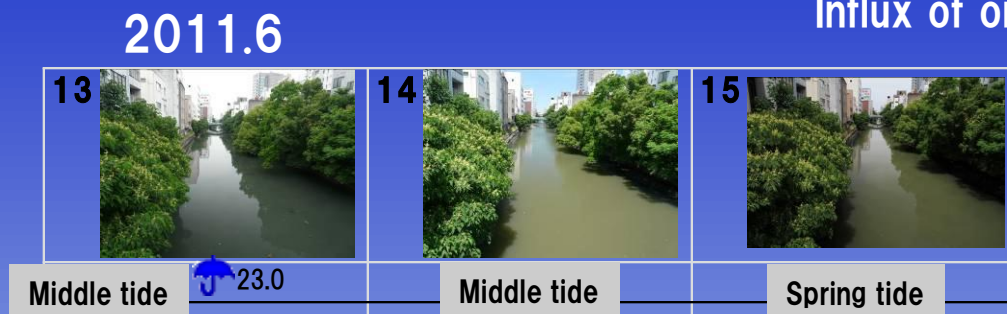 2011.6
Influx of
13
14
15
23.0
Middle tide
Middle tide
Spring tide